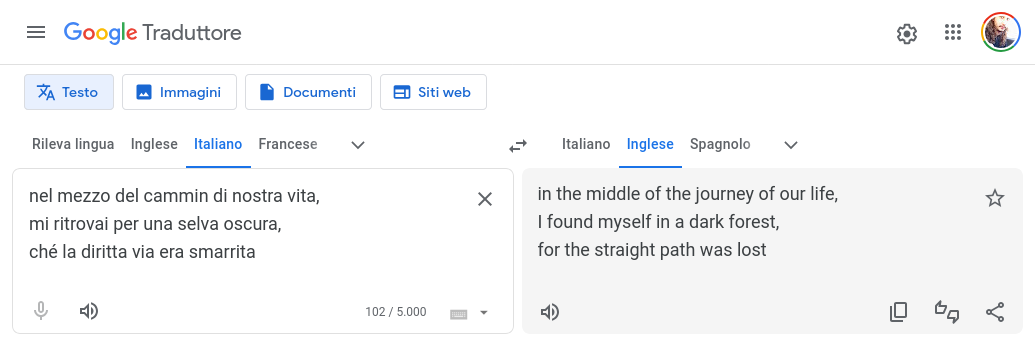 Google Traduttore
Testo
Immagini
Documenti
Siti web
Rileva lingua
Inglese
Italiano
Francese
Italiano
Inglese
Spagnolo
nel mezzo del cammin di nostra vita,
mi ritrovai per una selva oscura,
ché la diritta via era smarrita
102 / 5.000
in the middle of the journey of our life,
I found myself in a dark forest,
for the straight path was lost